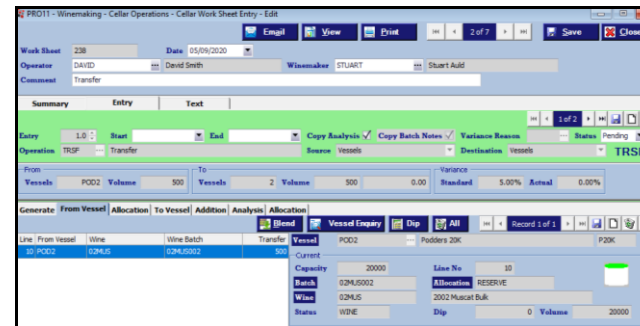 PRO11 - Winemaking - Cellar Operations - Cellar Work Sheet Entry - Edit
Email View Print 2 of 7 Save Close
Work Sheet 238 Date 05/09/2020
Operator DAVID David Smith Winemaker STUART Stuart Auld
Comment Transfer
Summary Entry Text
1 of 2
Entry 1.0 Start End Copy Analysis Copy Batch Notes Variance Reason Status Pending
Operation TRSF Transfer Source Vessels Destination Vessels TRSF
From To Variance
Vessels POD2 Volume 500 Vessels 2 Volume 500 0.00 Standard 5.00% Actual 0.00%
Generate From Vessel Allocation To Vessel Addition Analysis Allocation
Blend Vessel Enquiry Dip All Record 1 of 1
Line From Vessel Wine Wine Batch Transfer Vessel POD2 Podders 20K P20K
10 POD2 02MUS 02MUS002 500 Current
Capacity 20000 Line No 10
Batch 02MUS002 Allocation RESERVE
Wine 02MUS 2002 Muscat Bulk
Status WINE Dip 0 Volume 20000